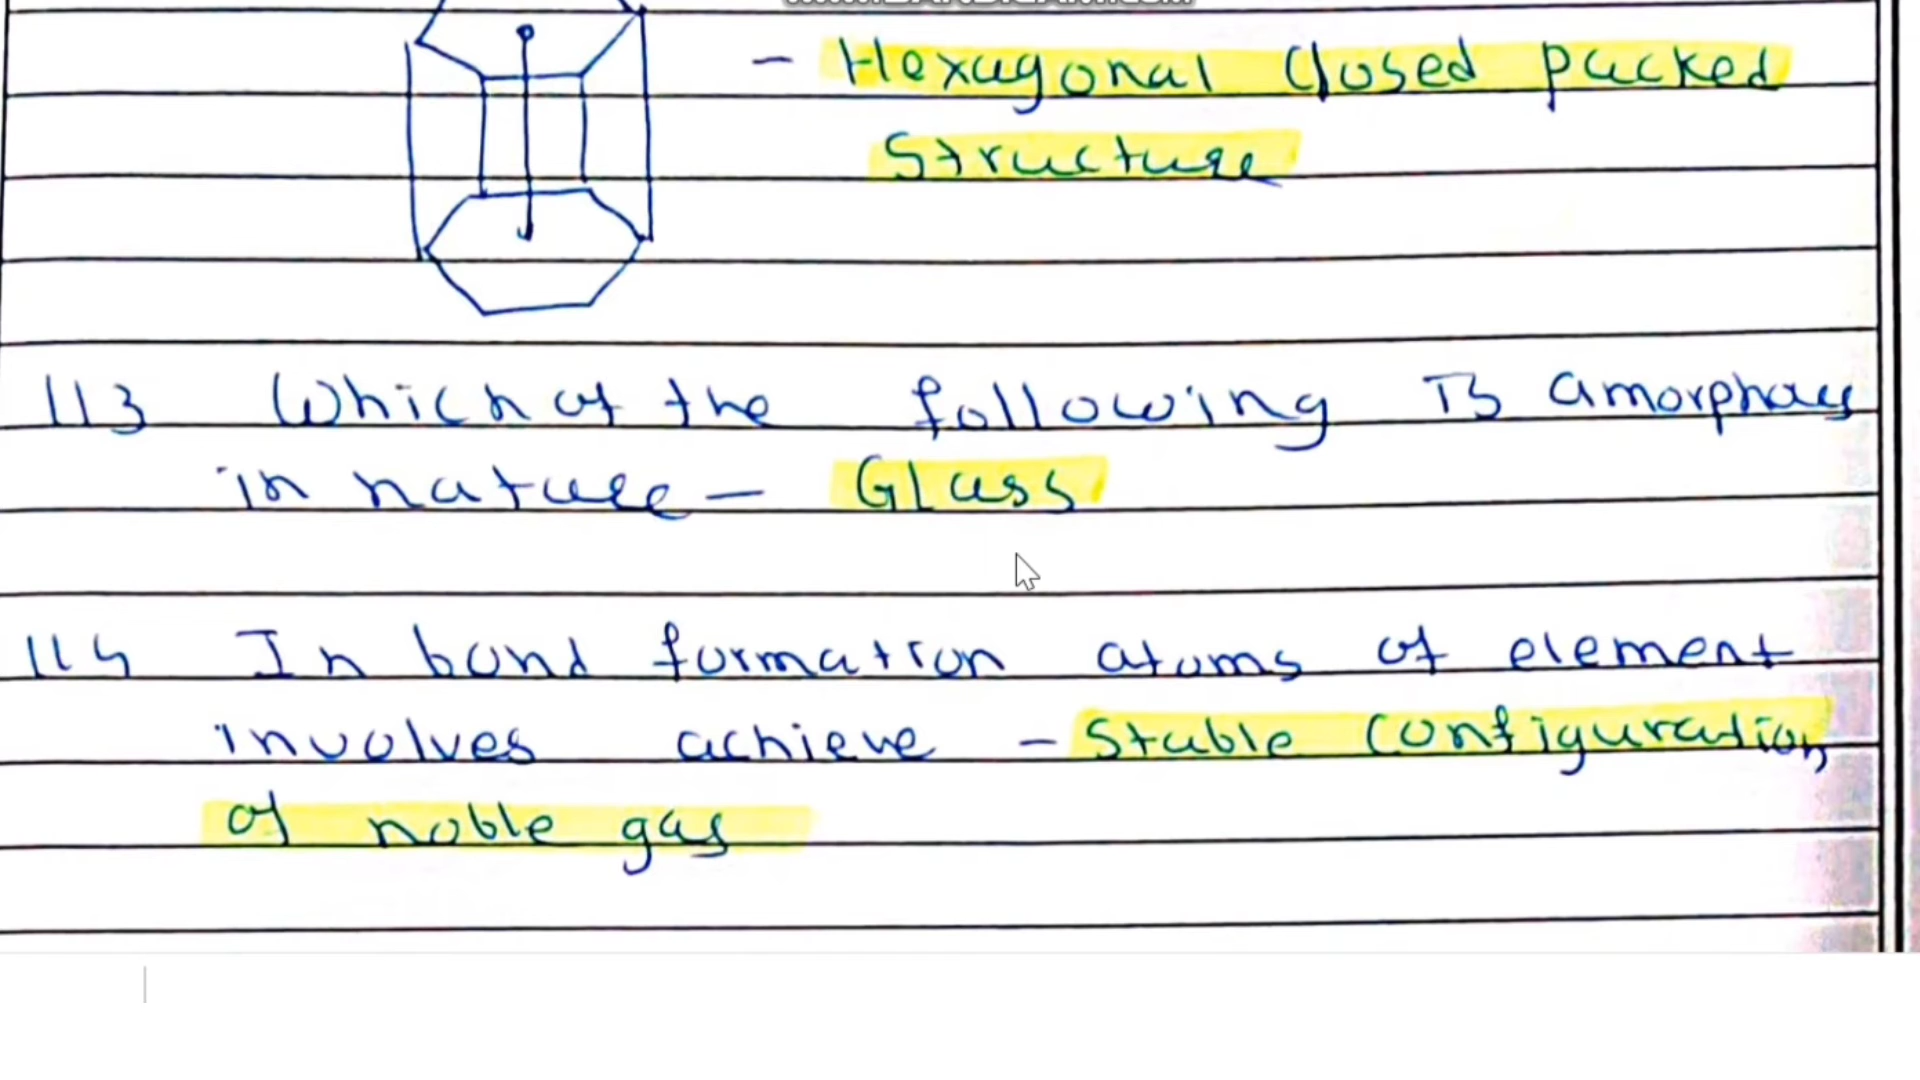 - Hexagonal Closed packed
Structure
113 Which of the following is amorphous
in nature - Glass
114 In bond formation atoms of element
involves achieve - Stable configuration
of noble gas